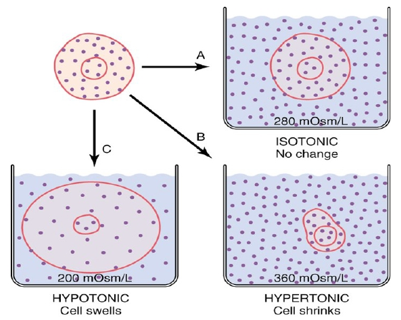 A
280 mOsm/L
ISOTONIC
No change
B
C
200 mOsm/L
HYPOTONIC
Cell swells
360 mOsm/L
HYPERTONIC
Cell shrinks